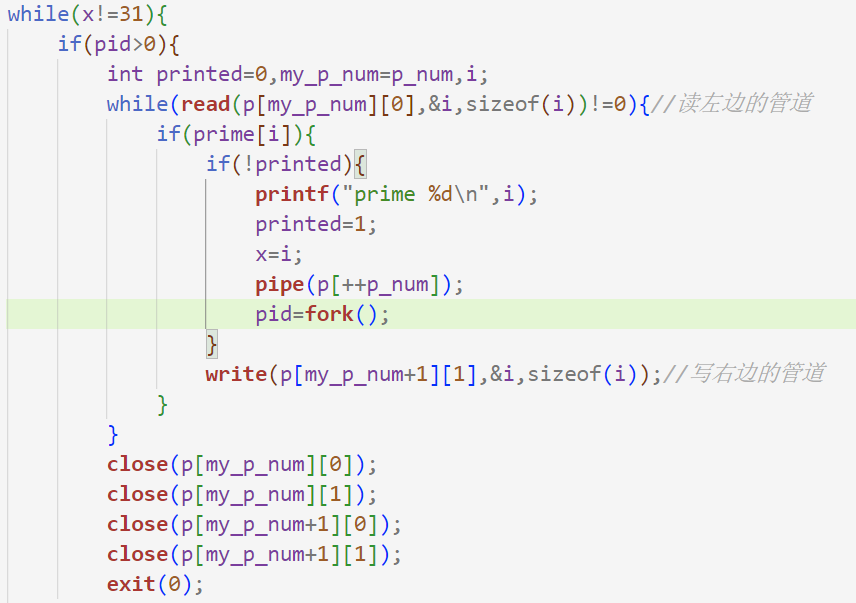 while(x!=31){
if(pid>0){
int printed=0,my_p_num=p_num,i;
while(read(p[my_p_num][0],&i,sizeof(i))!=0){//读左边的管道
if(prime[i]){
if(!printed){
printf("prime %d\n",i);
printed=1;
x=i;
pipe(p[++p_num]);
pid=fork();
}
write(p[my_p_num+1][1],&i,sizeof(i));//写右边的管道
}
}
close(p[my_p_num][0]);
close(p[my_p_num][1]);
close(p[my_p_num+1][0]);
close(p[my_p_num+1][1]);
exit(0);